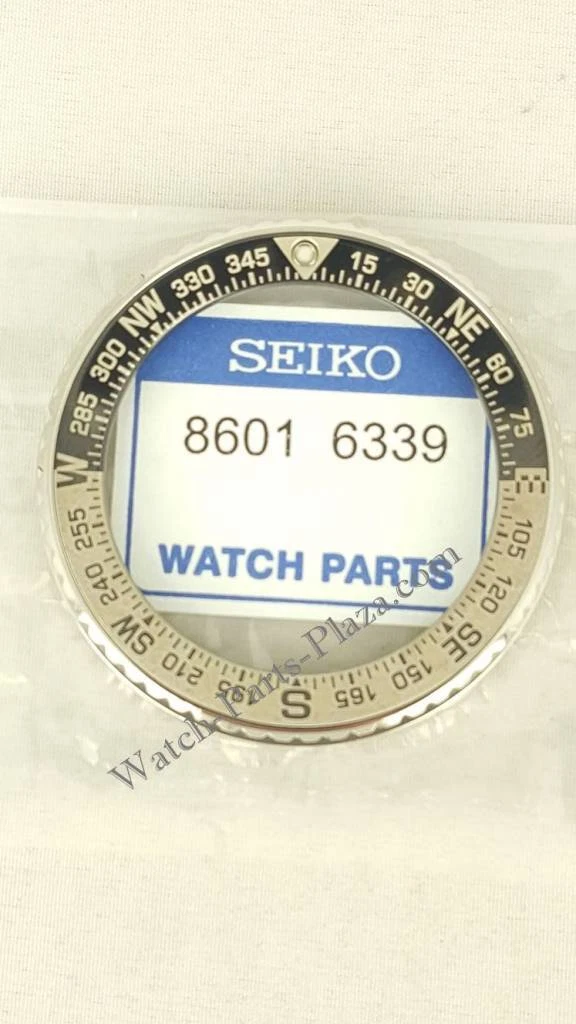 345 15
330 30
NW NE
300 60
285 75
W E
255 105
240 120
SW SE
210 150
195 165
S
SEIKO
8601 6339
WATCH PARTS
Watch-Parts-Plaza.com